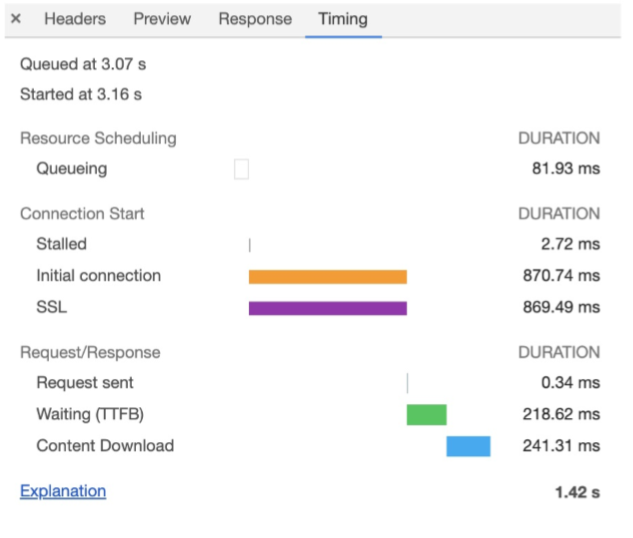 × Headers Preview Response Timing
Queued at 3.07 s
Started at 3.16 s
Resource Scheduling DURATION
Queueing 81.93 ms
Connection Start DURATION
Stalled 2.72 ms
Initial connection 870.74 ms
SSL 869.49 ms
Request/Response DURATION
Request sent 0.34 ms
Waiting (TTFB) 218.62 ms
Content Download 241.31 ms
Explanation 1.42 s